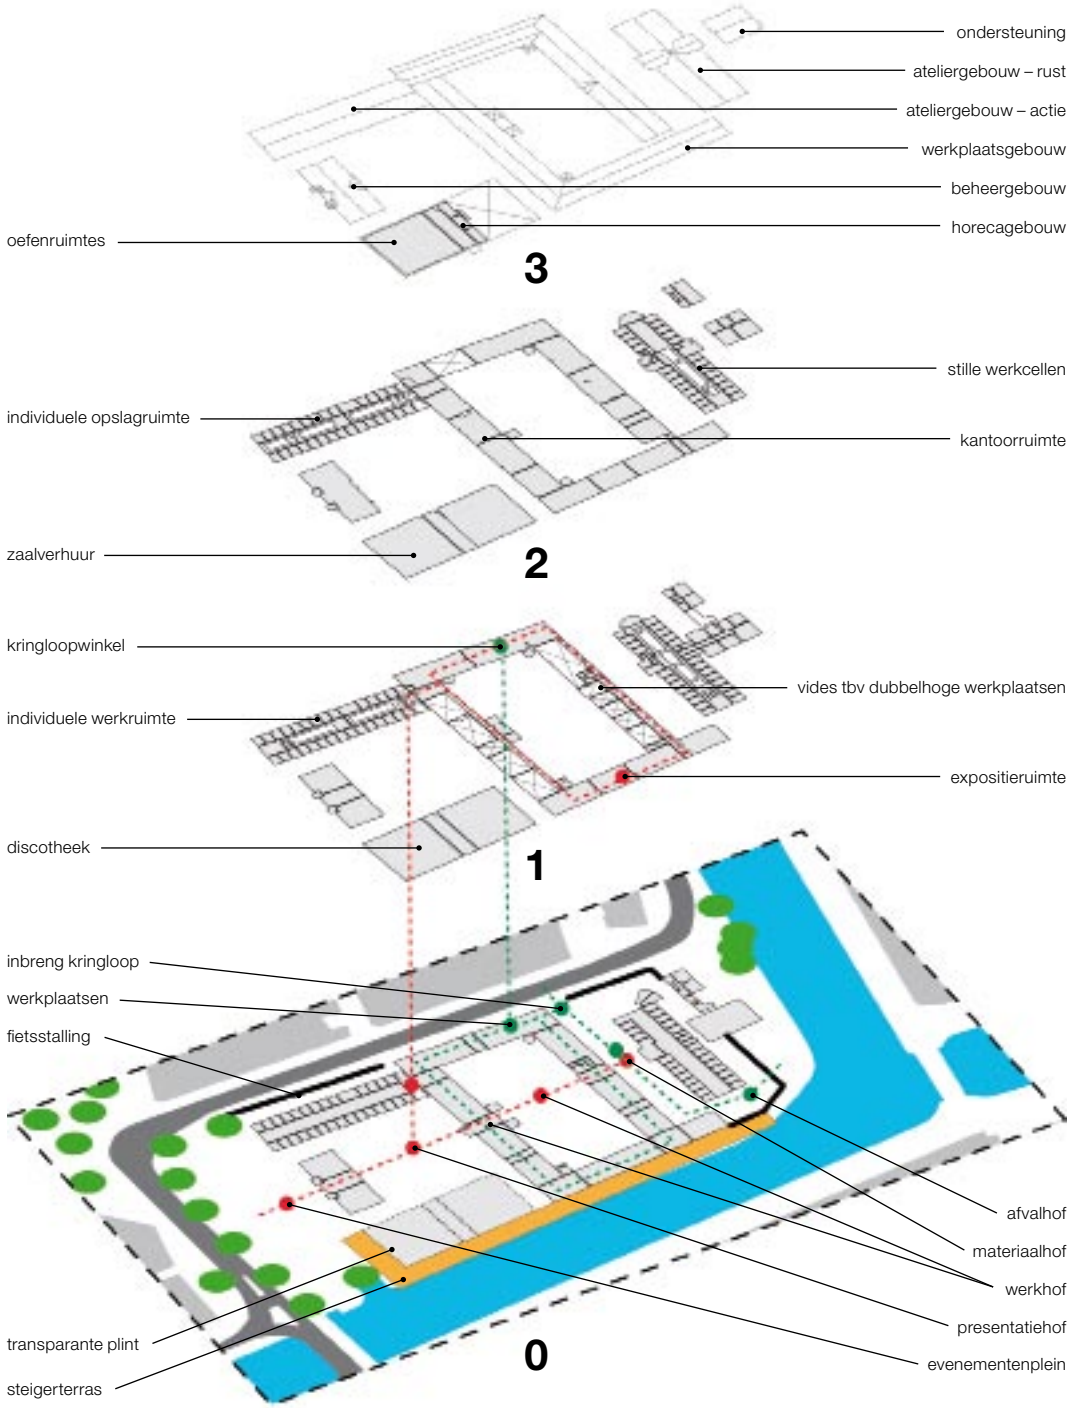 ondersteuning
ateliergebouw – rust
ateliergebouw – actie
werkplaatsgebouw
beheergebouw
horecagebouw
oefenruimtes
3
stille werkcellen
individuele opslagruimte
kantoorruimte
zaalverhuur
2
kringloopwinkel
vides tbv dubbelhoge werkplaatsen
individuele werkruimte
expositieruimte
discotheek
1
inbreng kringloop
werkplaatsen
fietsstalling
afvalhof
materiaalhof
werkhof
presentatiehof
transparante plint
0
evenementenplein
steigerterras